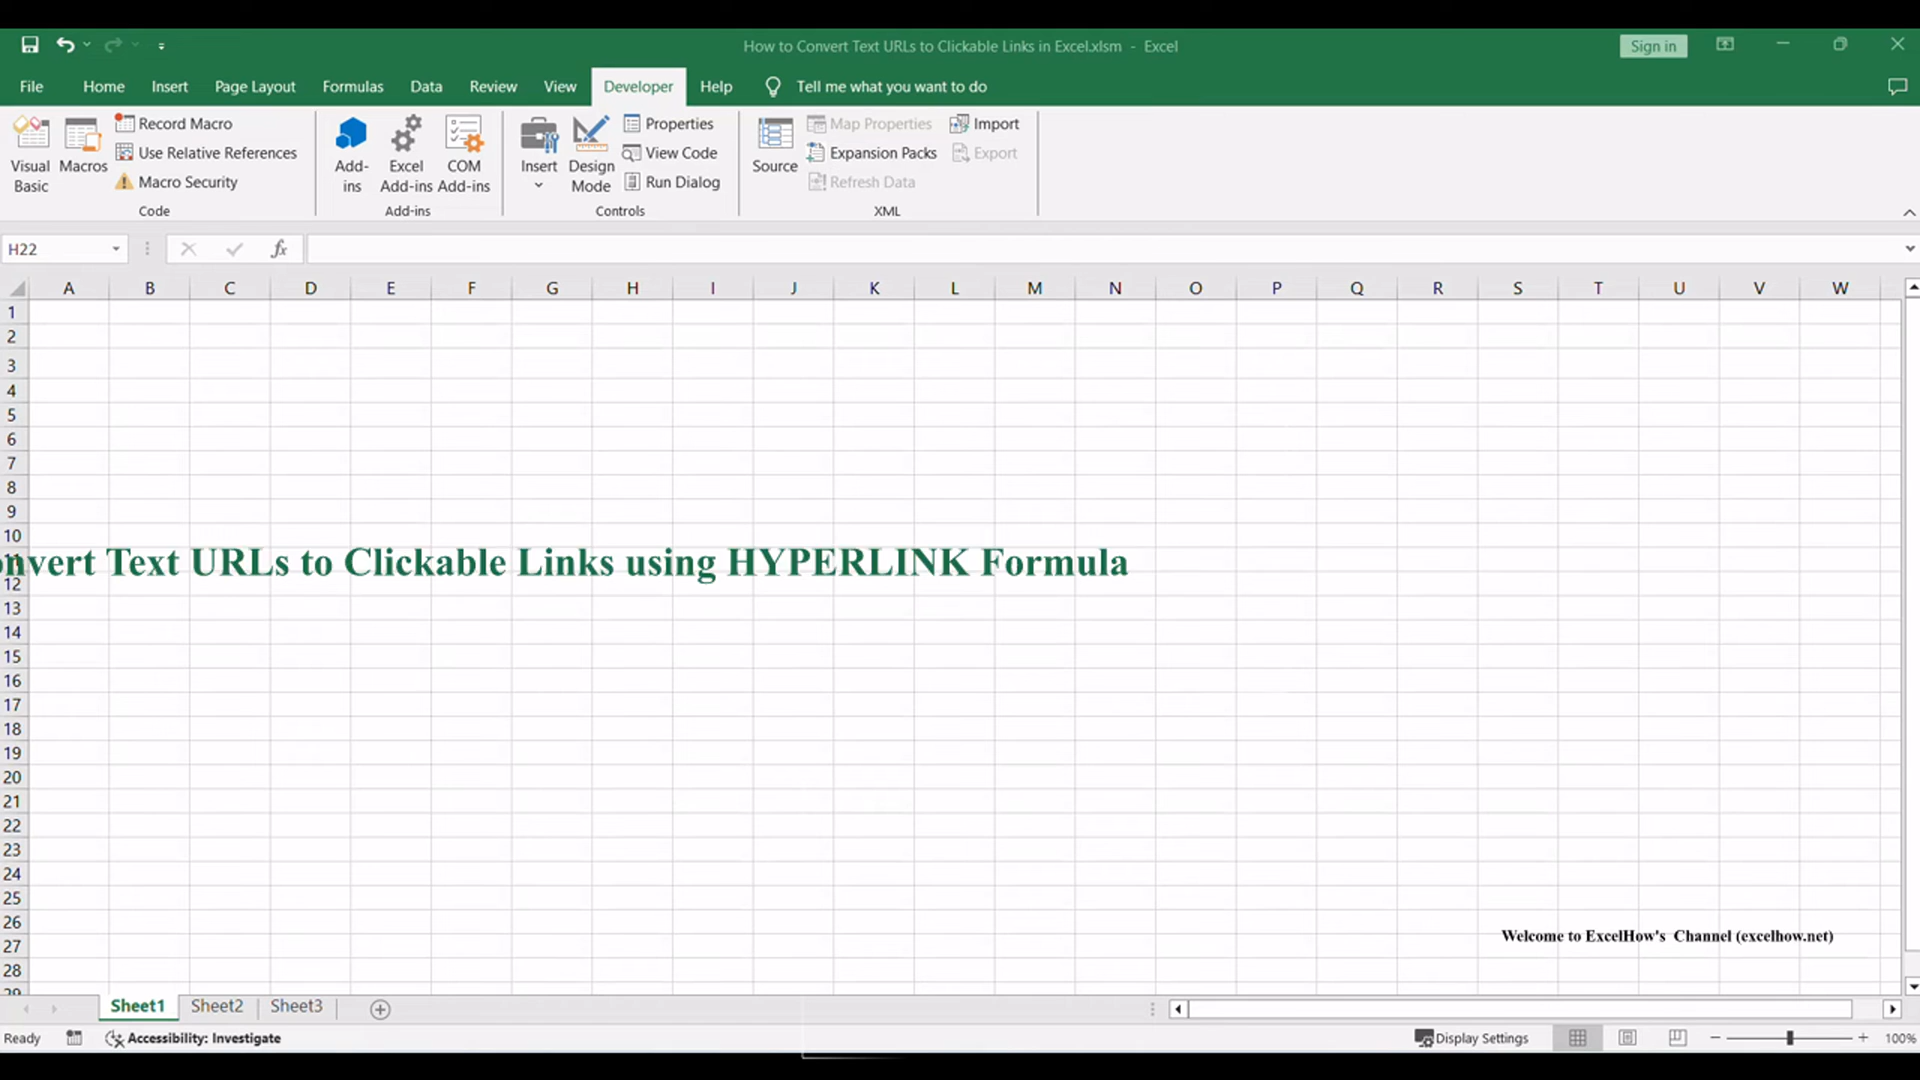 How to Convert Text URLs to Clickable Links in Excel.xlsm - Excel
Sign in
File Home Insert Page Layout Formulas Data Review View Developer Help Tell me what you want to do
Visual Basic
Macros
Record Macro
Use Relative References
Macro Security
Code
Add-ins
Excel Add-ins
COM Add-ins
Add-ins
Insert
Design Mode
Properties
View Code
Run Dialog
Controls
Source
Map Properties
Expansion Packs
Refresh Data
Import
Export
XML
H22
fx
A B C D E F G H I J K L M N O P Q R S T U V W
1
2
3
4
5
6
7
8
9
10
nvert Text URLs to Clickable Links using HYPERLINK Formula
12
13
14
15
16
17
18
19
20
21
22
23
24
25
26
Welcome to ExcelHow's Channel (excelhow.net)
27
28
29
Sheet1 Sheet2 Sheet3
Ready
Accessibility: Investigate
Display Settings
100%